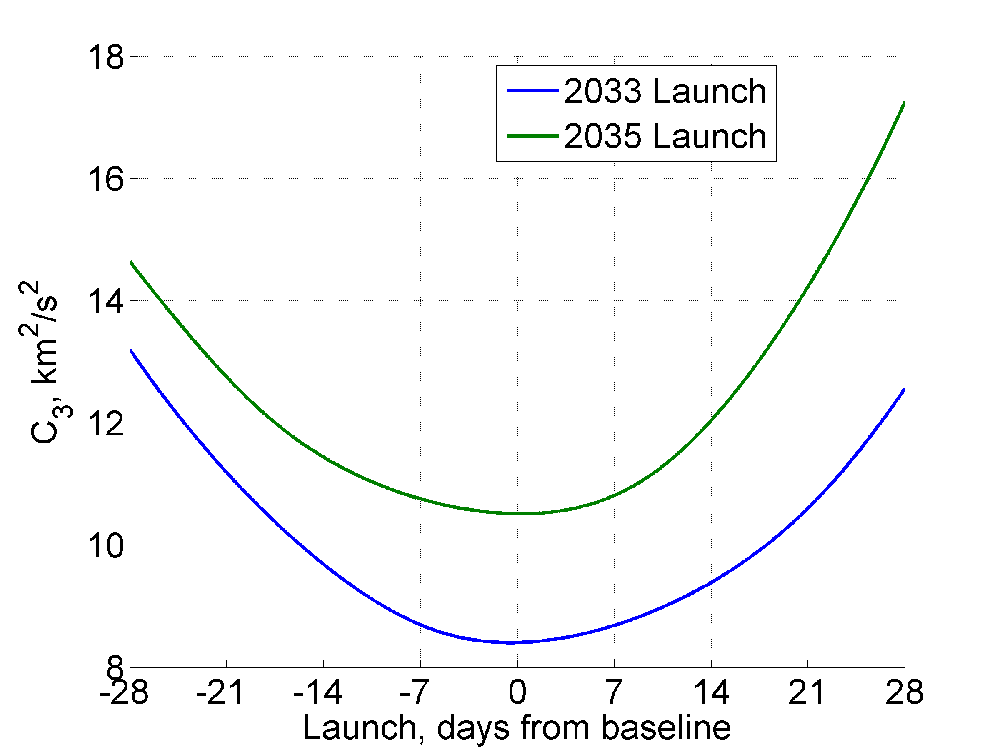 2033 Launch
2035 Launch
18
16
14
12
10
8
C₃, km²/s²
-28 -21 -14 -7 0 7 14 21 28
Launch, days from baseline